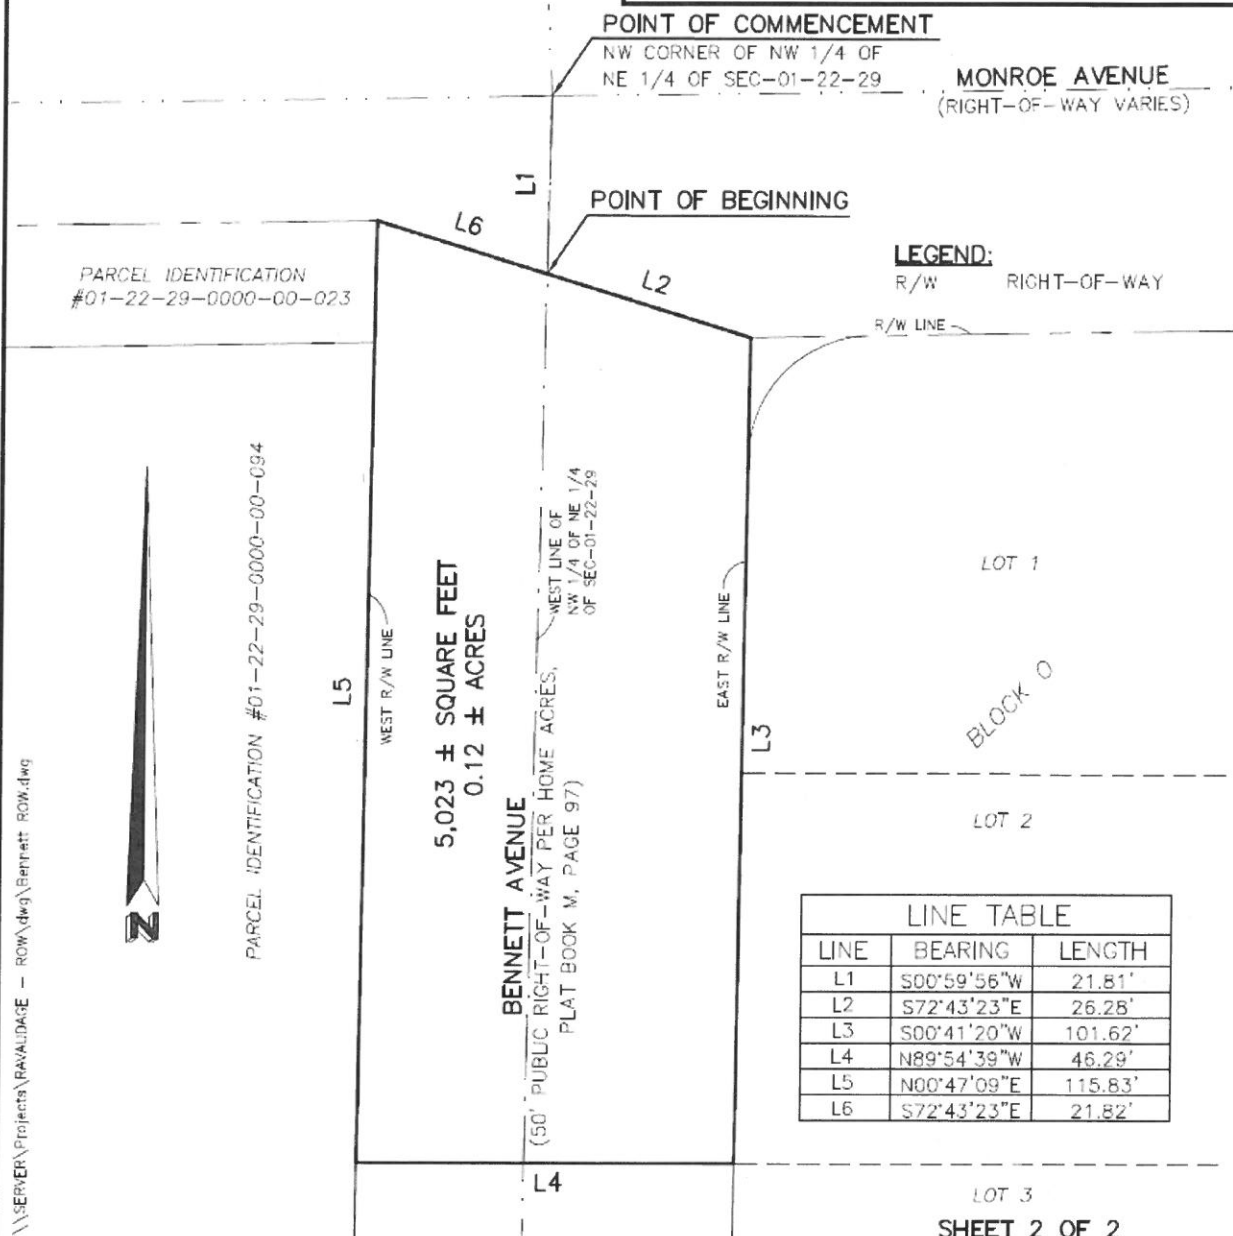 POINT OF COMMENCEMENT
NW CORNER OF NW 1/4 OF
NE 1/4 OF SEC-01-22-29
MONROE AVENUE
(RIGHT-OF-WAY VARIES)
L1
POINT OF BEGINNING
L6
L2
PARCEL IDENTIFICATION
#01-22-29-0000-00-023
LEGEND:
R/W RIGHT-OF-WAY
R/W LINE
PARCEL IDENTIFICATION #01-22-29-0000-00-094
L5
WEST R/W LINE
5,023 ± SQUARE FEET
0.12 ± ACRES
WEST LINE OF
NW 1/4 OF NE 1/4
OF SEC-01-22-29
BENNETT AVENUE
(50' PUBLIC RIGHT-OF-WAY PER HOME ACRES,
PLAT BOOK M, PAGE 97)
EAST R/W LINE
L3
LOT 1
BLOCK O
LOT 2
N
LINE TABLE
LINE BEARING LENGTH
L1 S00°59'56"W 21.81'
L2 S72°43'23"E 26.28'
L3 S00°41'20"W 101.62'
L4 N89°54'39"W 46.29'
L5 N00°47'09"E 115.83'
L6 S72°43'23"E 21.82'
L4
LOT 3
SHEET 2 OF 2
\\SERVER\Projects\RAVAUDAGE - ROW\dwg\Bennett ROW.dwg